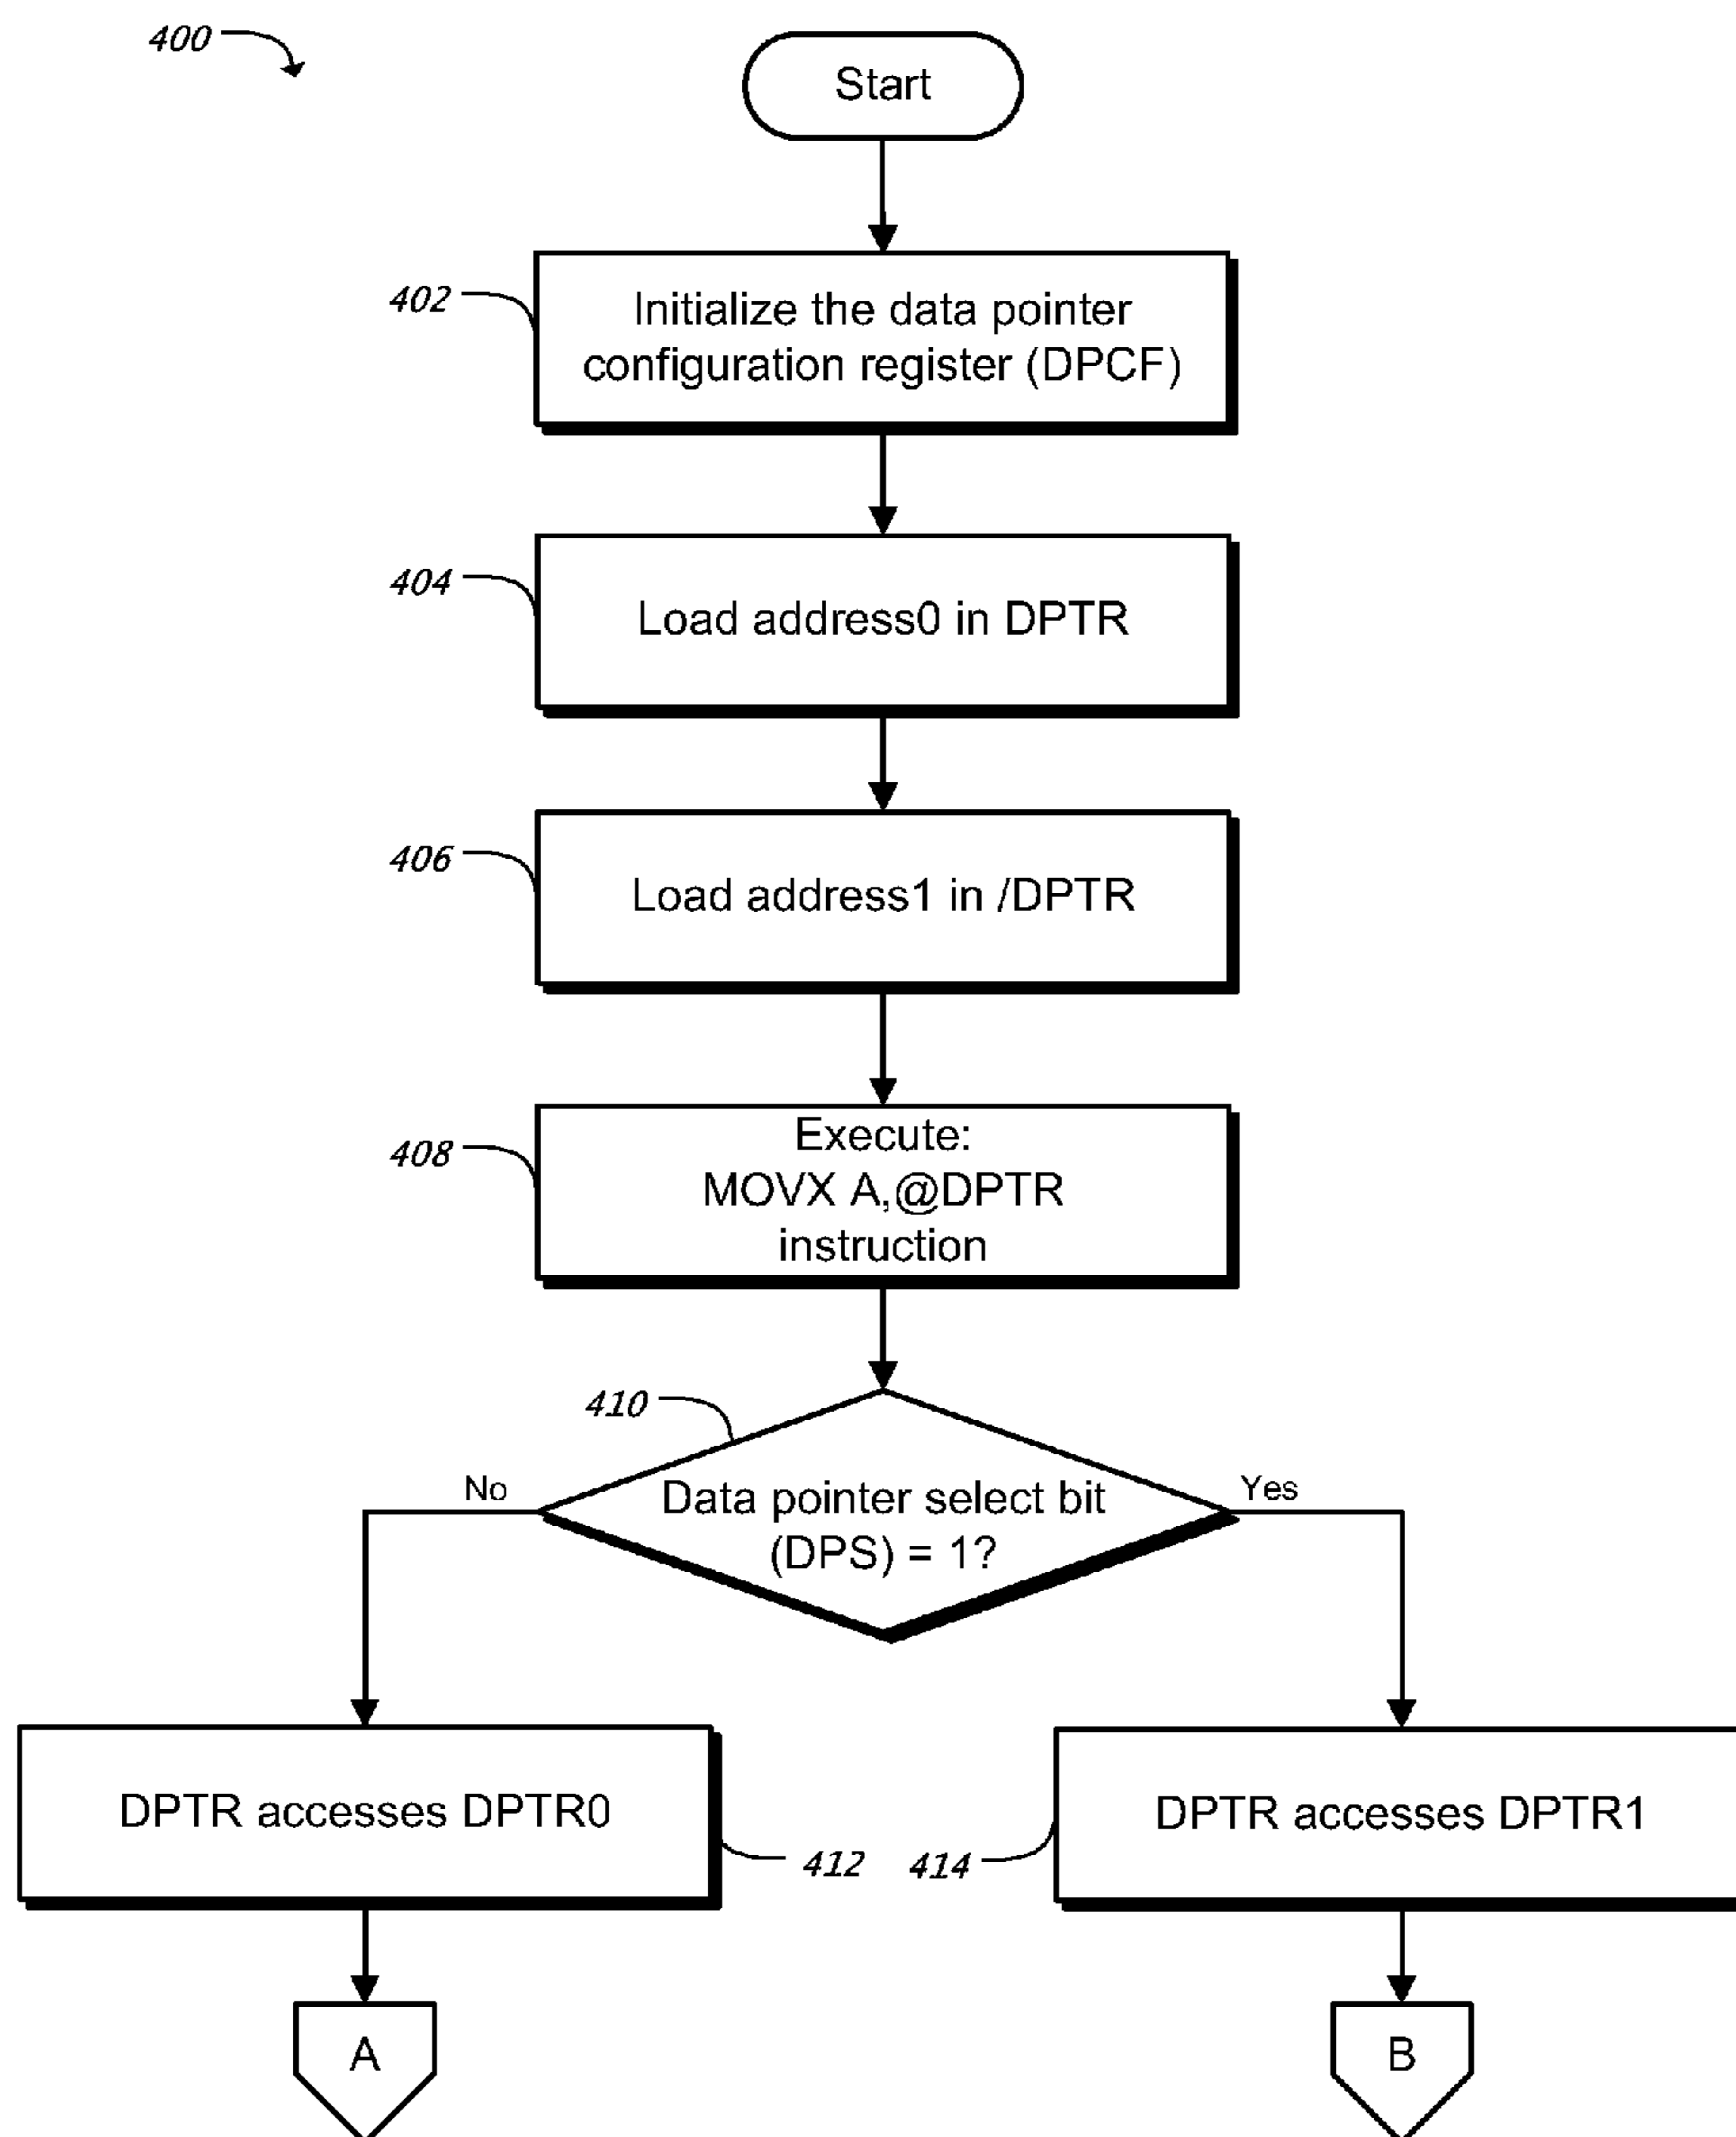 400
Start
402
Initialize the data pointer
configuration register (DPCF)
404
Load address0 in DPTR
406
Load address1 in /DPTR
408
Execute:
MOVX A,@DPTR
instruction
410
No
Data pointer select bit
(DPS) = 1?
Yes
DPTR accesses DPTR0
412
414
DPTR accesses DPTR1
A
B